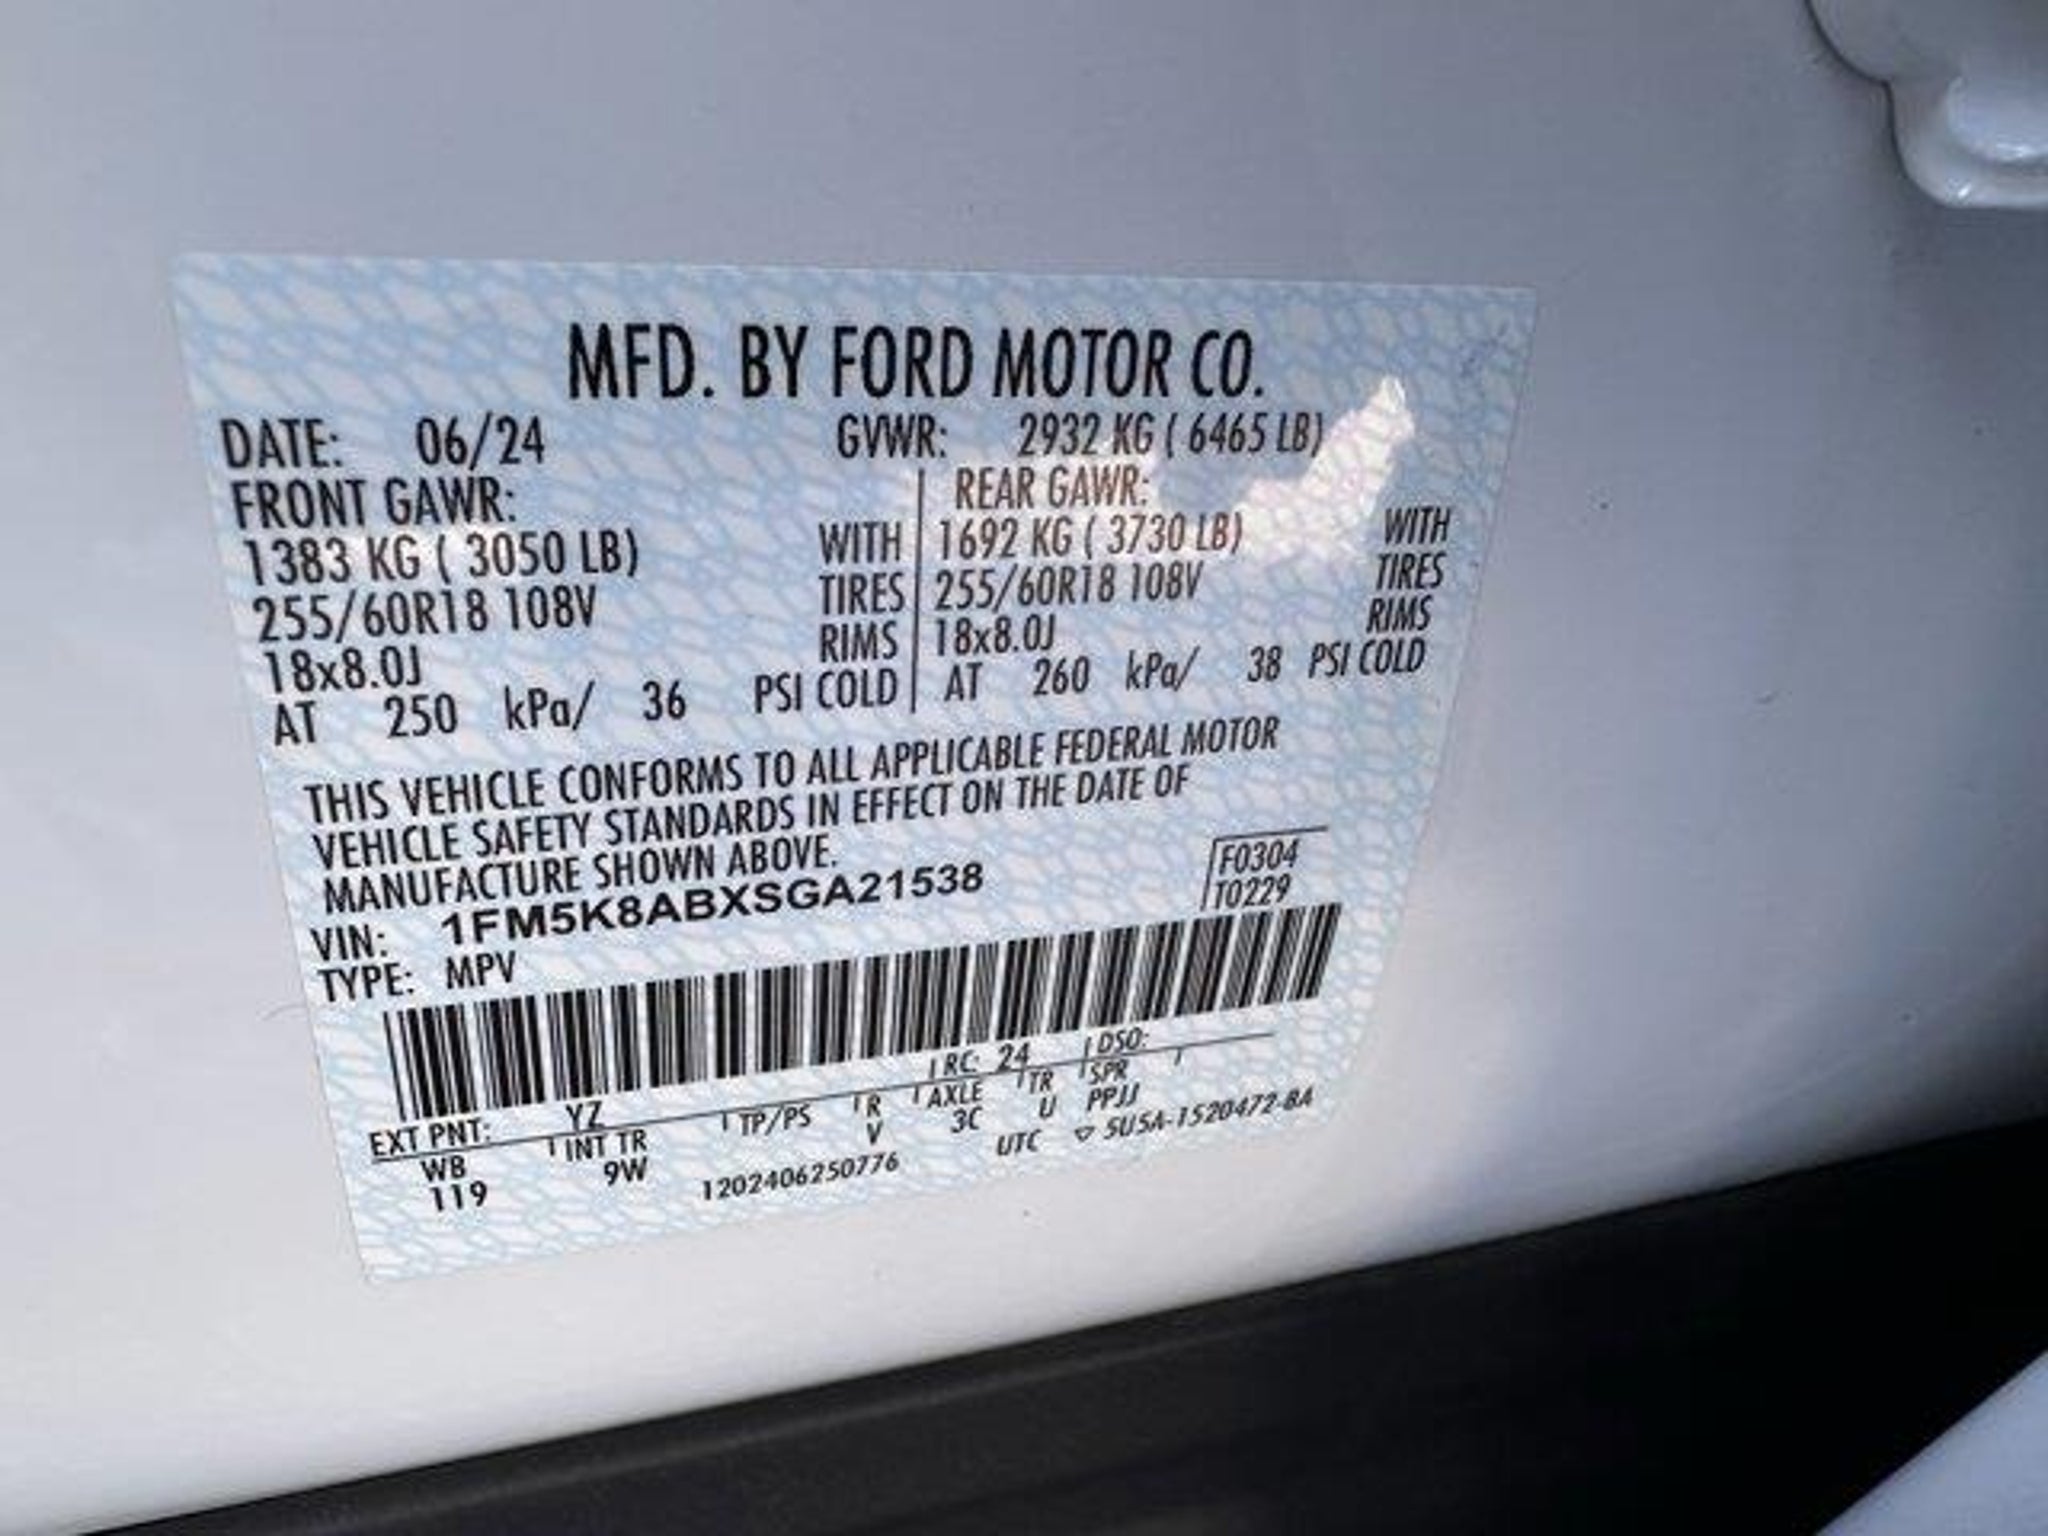 MFD. BY FORD MOTOR CO.
DATE: 06/24 GVWR: 2932 KG ( 6465 LB)
FRONT GAWR: REAR GAWR:
1383 KG ( 3050 LB) WITH 1692 KG ( 3730 LB) WITH
255/60R18 108V TIRES 255/60R18 108V TIRES
18x8.0J RIMS 18x8.0J RIMS
AT 250 kPa/ 36 PSI COLD AT 260 kPa/ 38 PSI COLD
THIS VEHICLE CONFORMS TO ALL APPLICABLE FEDERAL MOTOR
VEHICLE SAFETY STANDARDS IN EFFECT ON THE DATE OF
MANUFACTURE SHOWN ABOVE.
VIN: 1FM5K8ABXSGA21538 F0304
TYPE: MPV T0229
EXT PNT: YZ RC: 24 DSO:
WB INT TR TP/PS R AXLE TR SPR
119 9W V 3C U PPJJ
1202406250776 UTC 5U5A-1520472-BA